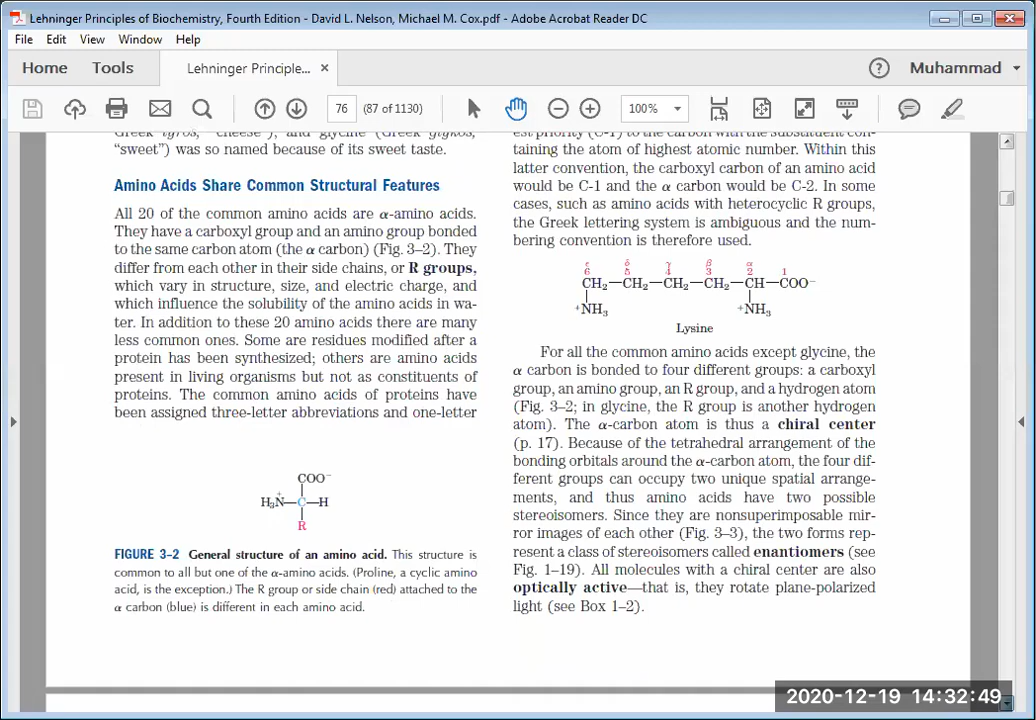 Lehninger Principles of Biochemistry, Fourth Edition - David L. Nelson, Michael M. Cox.pdf - Adobe Acrobat Reader DC
File Edit View Window Help
Home Tools Lehninger Principle... × ? Muhammad
76 (87 of 1130) 100%
“sweet”) was so named because of its sweet taste.
Amino Acids Share Common Structural Features
All 20 of the common amino acids are α-amino acids.
They have a carboxyl group and an amino group bonded
to the same carbon atom (the α carbon) (Fig. 3–2). They
differ from each other in their side chains, or R groups,
which vary in structure, size, and electric charge, and
which influence the solubility of the amino acids in wa-
ter. In addition to these 20 amino acids there are many
less common ones. Some are residues modified after a
protein has been synthesized; others are amino acids
present in living organisms but not as constituents of
proteins. The common amino acids of proteins have
been assigned three-letter abbreviations and one-letter
COO⁻
H₃N⁺—C—H
R
FIGURE 3–2 General structure of an amino acid. This structure is
common to all but one of the α-amino acids. (Proline, a cyclic amino
acid, is the exception.) The R group or side chain (red) attached to the
α carbon (blue) is different in each amino acid.
est priority (C-1) to the carbon with the substituent con-
taining the atom of highest atomic number. Within this
latter convention, the carboxyl carbon of an amino acid
would be C-1 and the α carbon would be C-2. In some
cases, such as amino acids with heterocyclic R groups,
the Greek lettering system is ambiguous and the num-
bering convention is therefore used.
ε δ γ β α
6 5 4 3 2 1
CH₂—CH₂—CH₂—CH₂—CH—COO⁻
⁺NH₃ ⁺NH₃
Lysine
For all the common amino acids except glycine, the
α carbon is bonded to four different groups: a carboxyl
group, an amino group, an R group, and a hydrogen atom
(Fig. 3–2; in glycine, the R group is another hydrogen
atom). The α-carbon atom is thus a chiral center
(p. 17). Because of the tetrahedral arrangement of the
bonding orbitals around the α-carbon atom, the four dif-
ferent groups can occupy two unique spatial arrange-
ments, and thus amino acids have two possible
stereoisomers. Since they are nonsuperimposable mir-
ror images of each other (Fig. 3–3), the two forms rep-
resent a class of stereoisomers called enantiomers (see
Fig. 1–19). All molecules with a chiral center are also
optically active—that is, they rotate plane-polarized
light (see Box 1–2).
2020-12-19 14:32:49